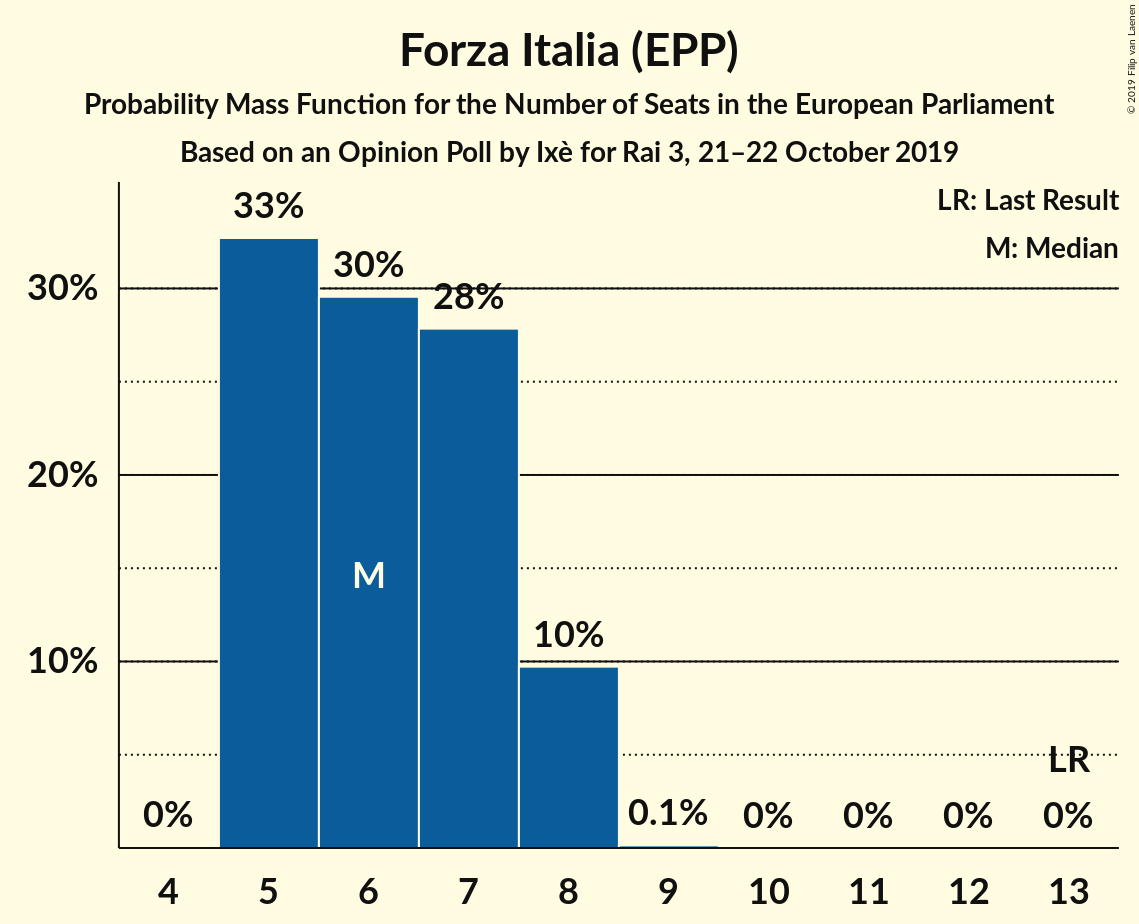 Forza Italia (EPP)
Probability Mass Function for the Number of Seats in the European Parliament
Based on an Opinion Poll by Ixè for Rai 3, 21–22 October 2019
© 2019 Filip van Laenen
LR: Last Result
M: Median
33%
30%
28%
30%
20%
M
10%
10%
LR
0%
0.1%
0%
0%
0%
0%
4 5 6 7 8 9 10 11 12 13